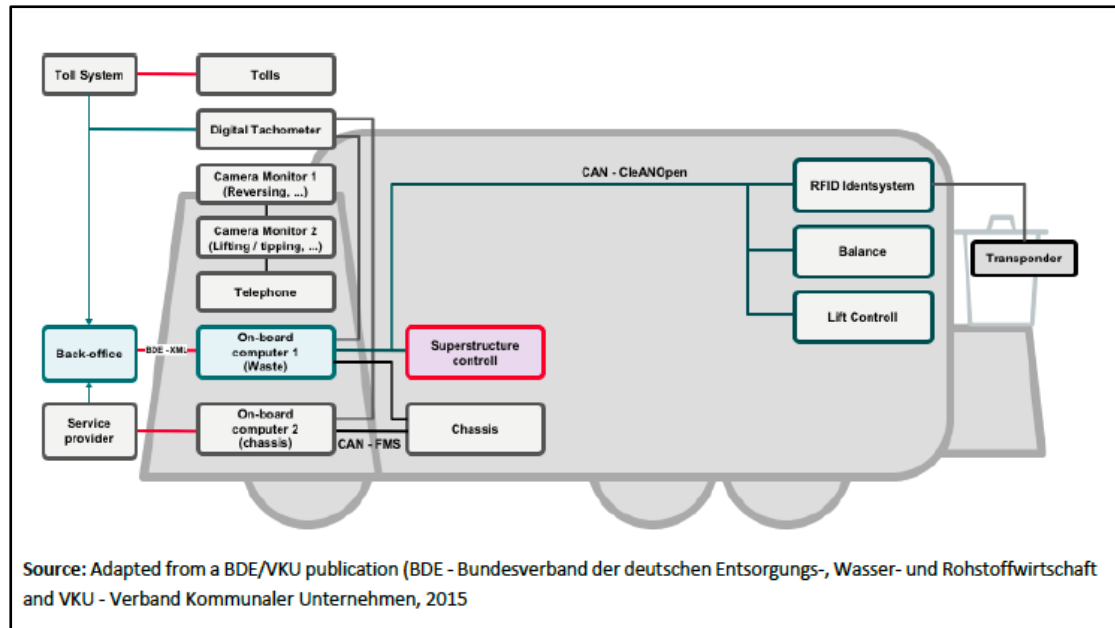 Toll System
Tolls
Digital Tachometer
Camera Monitor 1
(Reversing, ...)
CAN - CleANOpen
RFID Identsystem
Camera Monitor 2
(Lifting / tipping, ...)
Balance
Transponder
Telephone
Lift Controll
Back-office
BDE -XML
On-board
computer 1
(Waste)
Superstructure
controll
Service
provider
On-board
computer 2
(chassis)
CAN - FMS
Chassis
Source: Adapted from a BDE/VKU publication (BDE - Bundesverband der deutschen Entsorgungs-, Wasser- und Rohstoffwirtschaft
and VKU - Verband Kommunaler Unternehmen, 2015